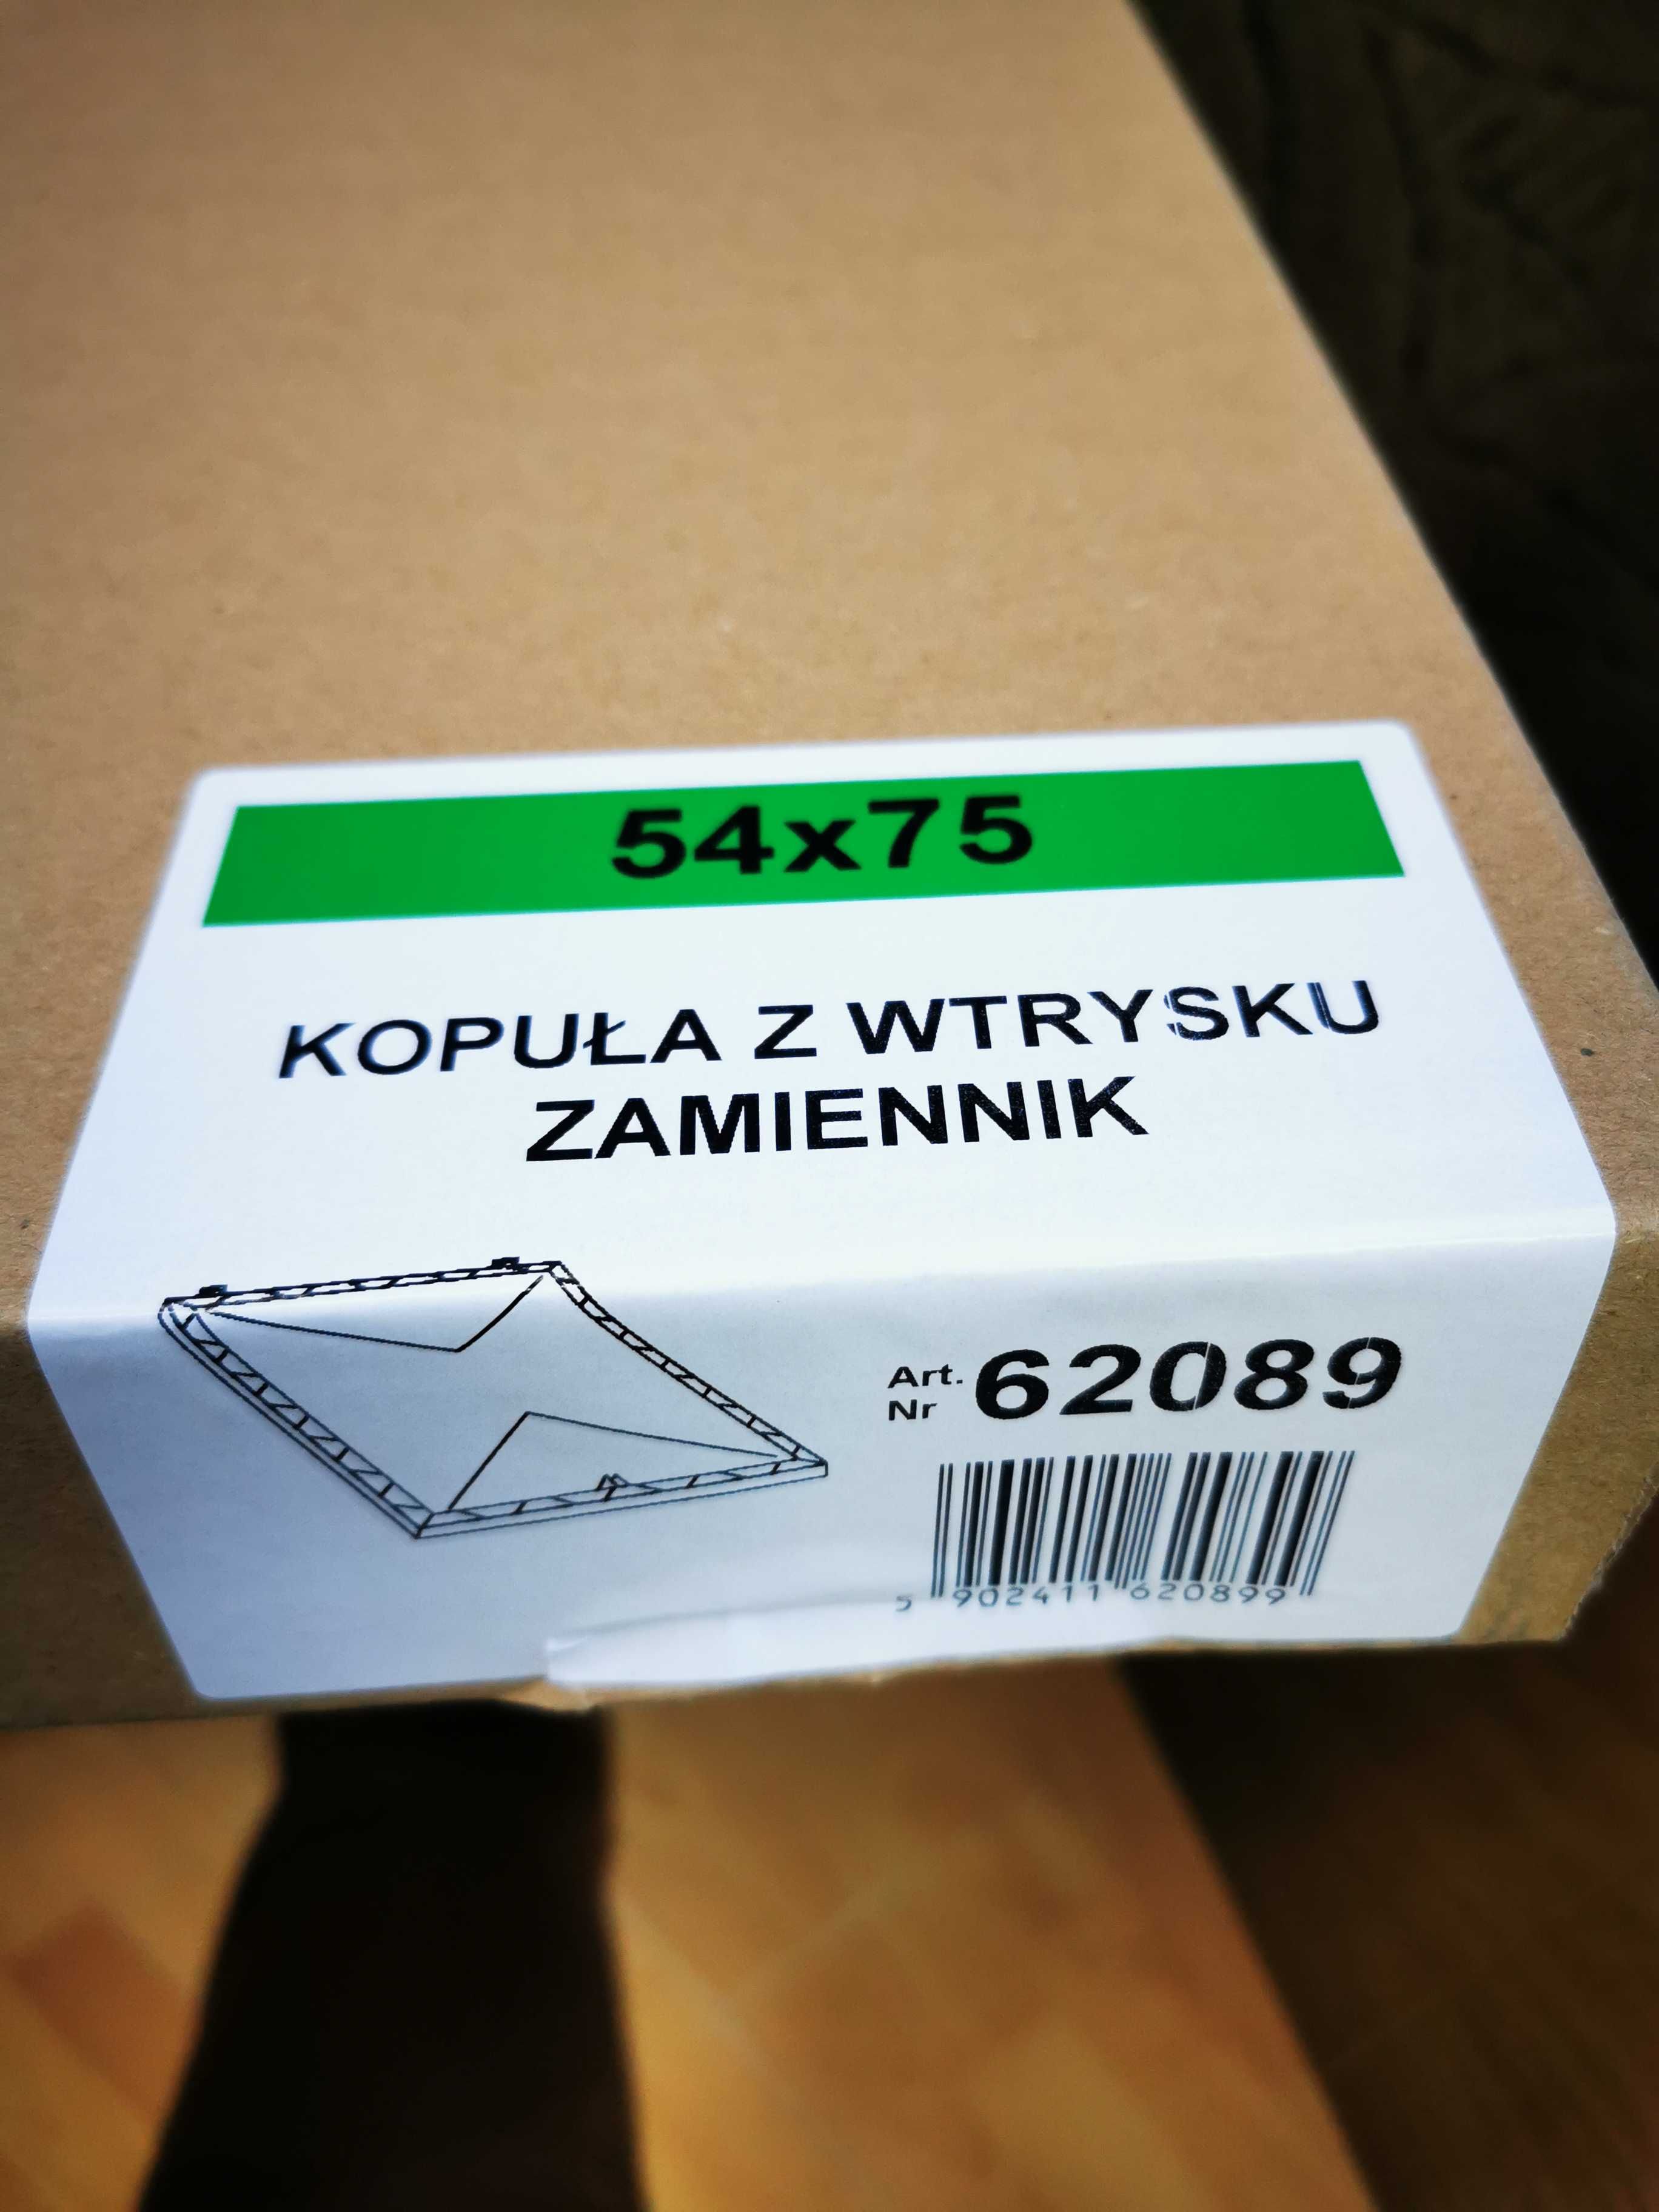 54x75
KOPUŁA Z WTRYSKU
ZAMIENNIK
Art.
Nr 62089
5 902411 620899